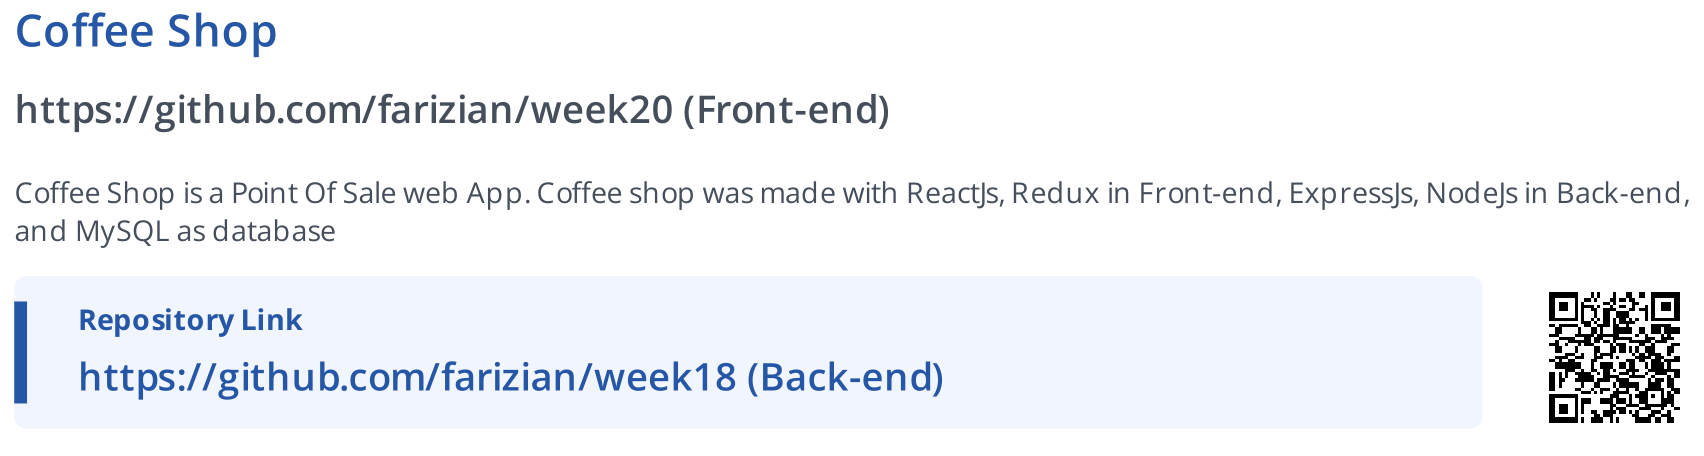 Coffee Shop
https://github.com/farizian/week20 (Front-end)
Coffee Shop is a Point Of Sale web App. Coffee shop was made with ReactJs, Redux in Front-end, ExpressJs, NodeJs in Back-end,
and MySQL as database
Repository Link
https://github.com/farizian/week18 (Back-end)